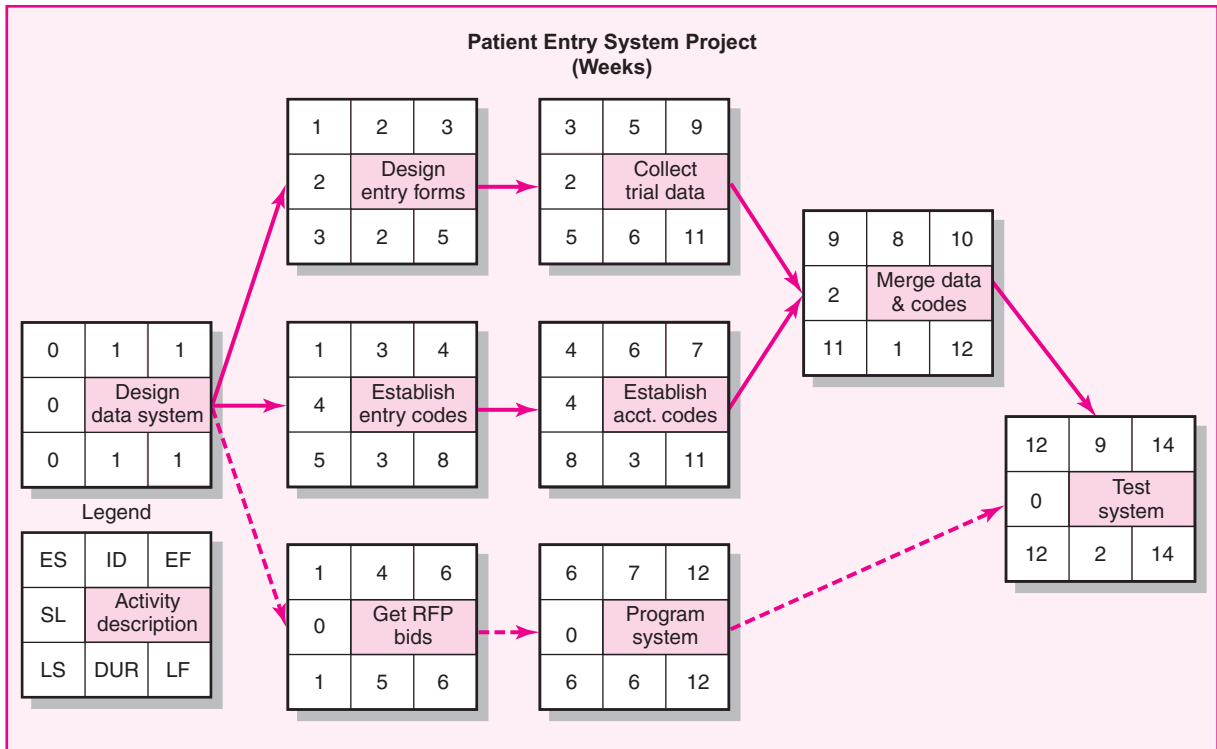 Patient Entry System Project
(Weeks)
1 2 3
2 Design
entry forms
3 2 5
3 5 9
2 Collect
trial data
5 6 11
9 8 10
2 Merge data
& codes
11 1 12
0 1 1
0 Design
data system
0 1 1
1 3 4
4 Establish
entry codes
5 3 8
4 6 7
4 Establish
acct. codes
8 3 11
12 9 14
0 Test
system
12 2 14
Legend
ES ID EF
SL Activity
description
LS DUR LF
1 4 6
0 Get RFP
bids
1 5 6
6 7 12
0 Program
system
6 6 12